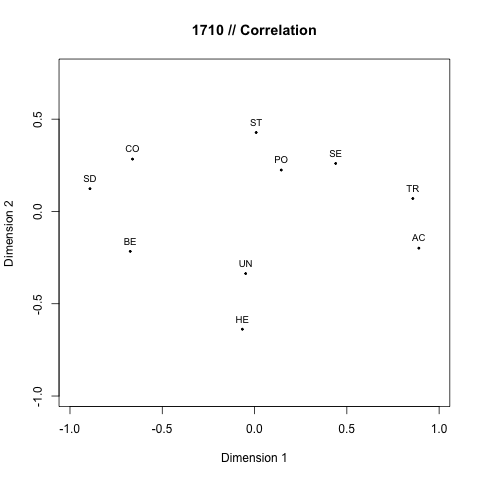 1710 // Correlation
ST
CO
PO
SE
SD
TR
BE
AC
UN
HE
0.5
0.0
-0.5
-1.0
Dimension 2
-1.0
-0.5
0.0
0.5
1.0
Dimension 1